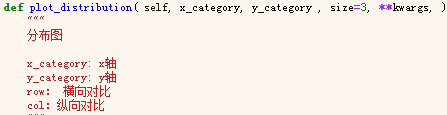 def plot_distribution( self, x_category, y_category , size=3, **kwargs, )
"""
分布图
x_category: x轴
y_category: y轴
row: 横向对比
col: 纵向对比
"""